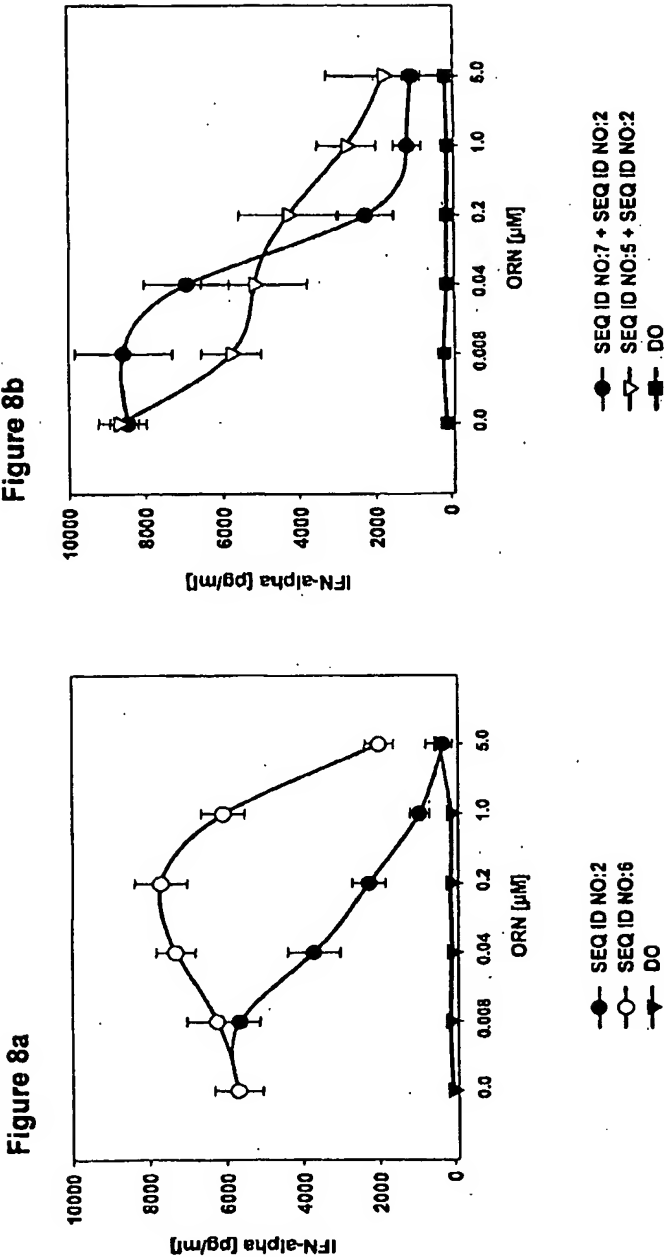 Figure 8a
10000
8000
6000
4000
2000
0
IFN-alpha [pg/ml]
0.0 0.008 0.04 0.2 1.0 5.0
ORN [µM]
SEQ ID NO:2
SEQ ID NO:6
DO
Figure 8b
10000
8000
6000
4000
2000
0
IFN-alpha [pg/ml]
0.0 0.008 0.04 0.2 1.0 5.0
ORN [µM]
SEQ ID NO:7 + SEQ ID NO:2
SEQ ID NO:5 + SEQ ID NO:2
DO